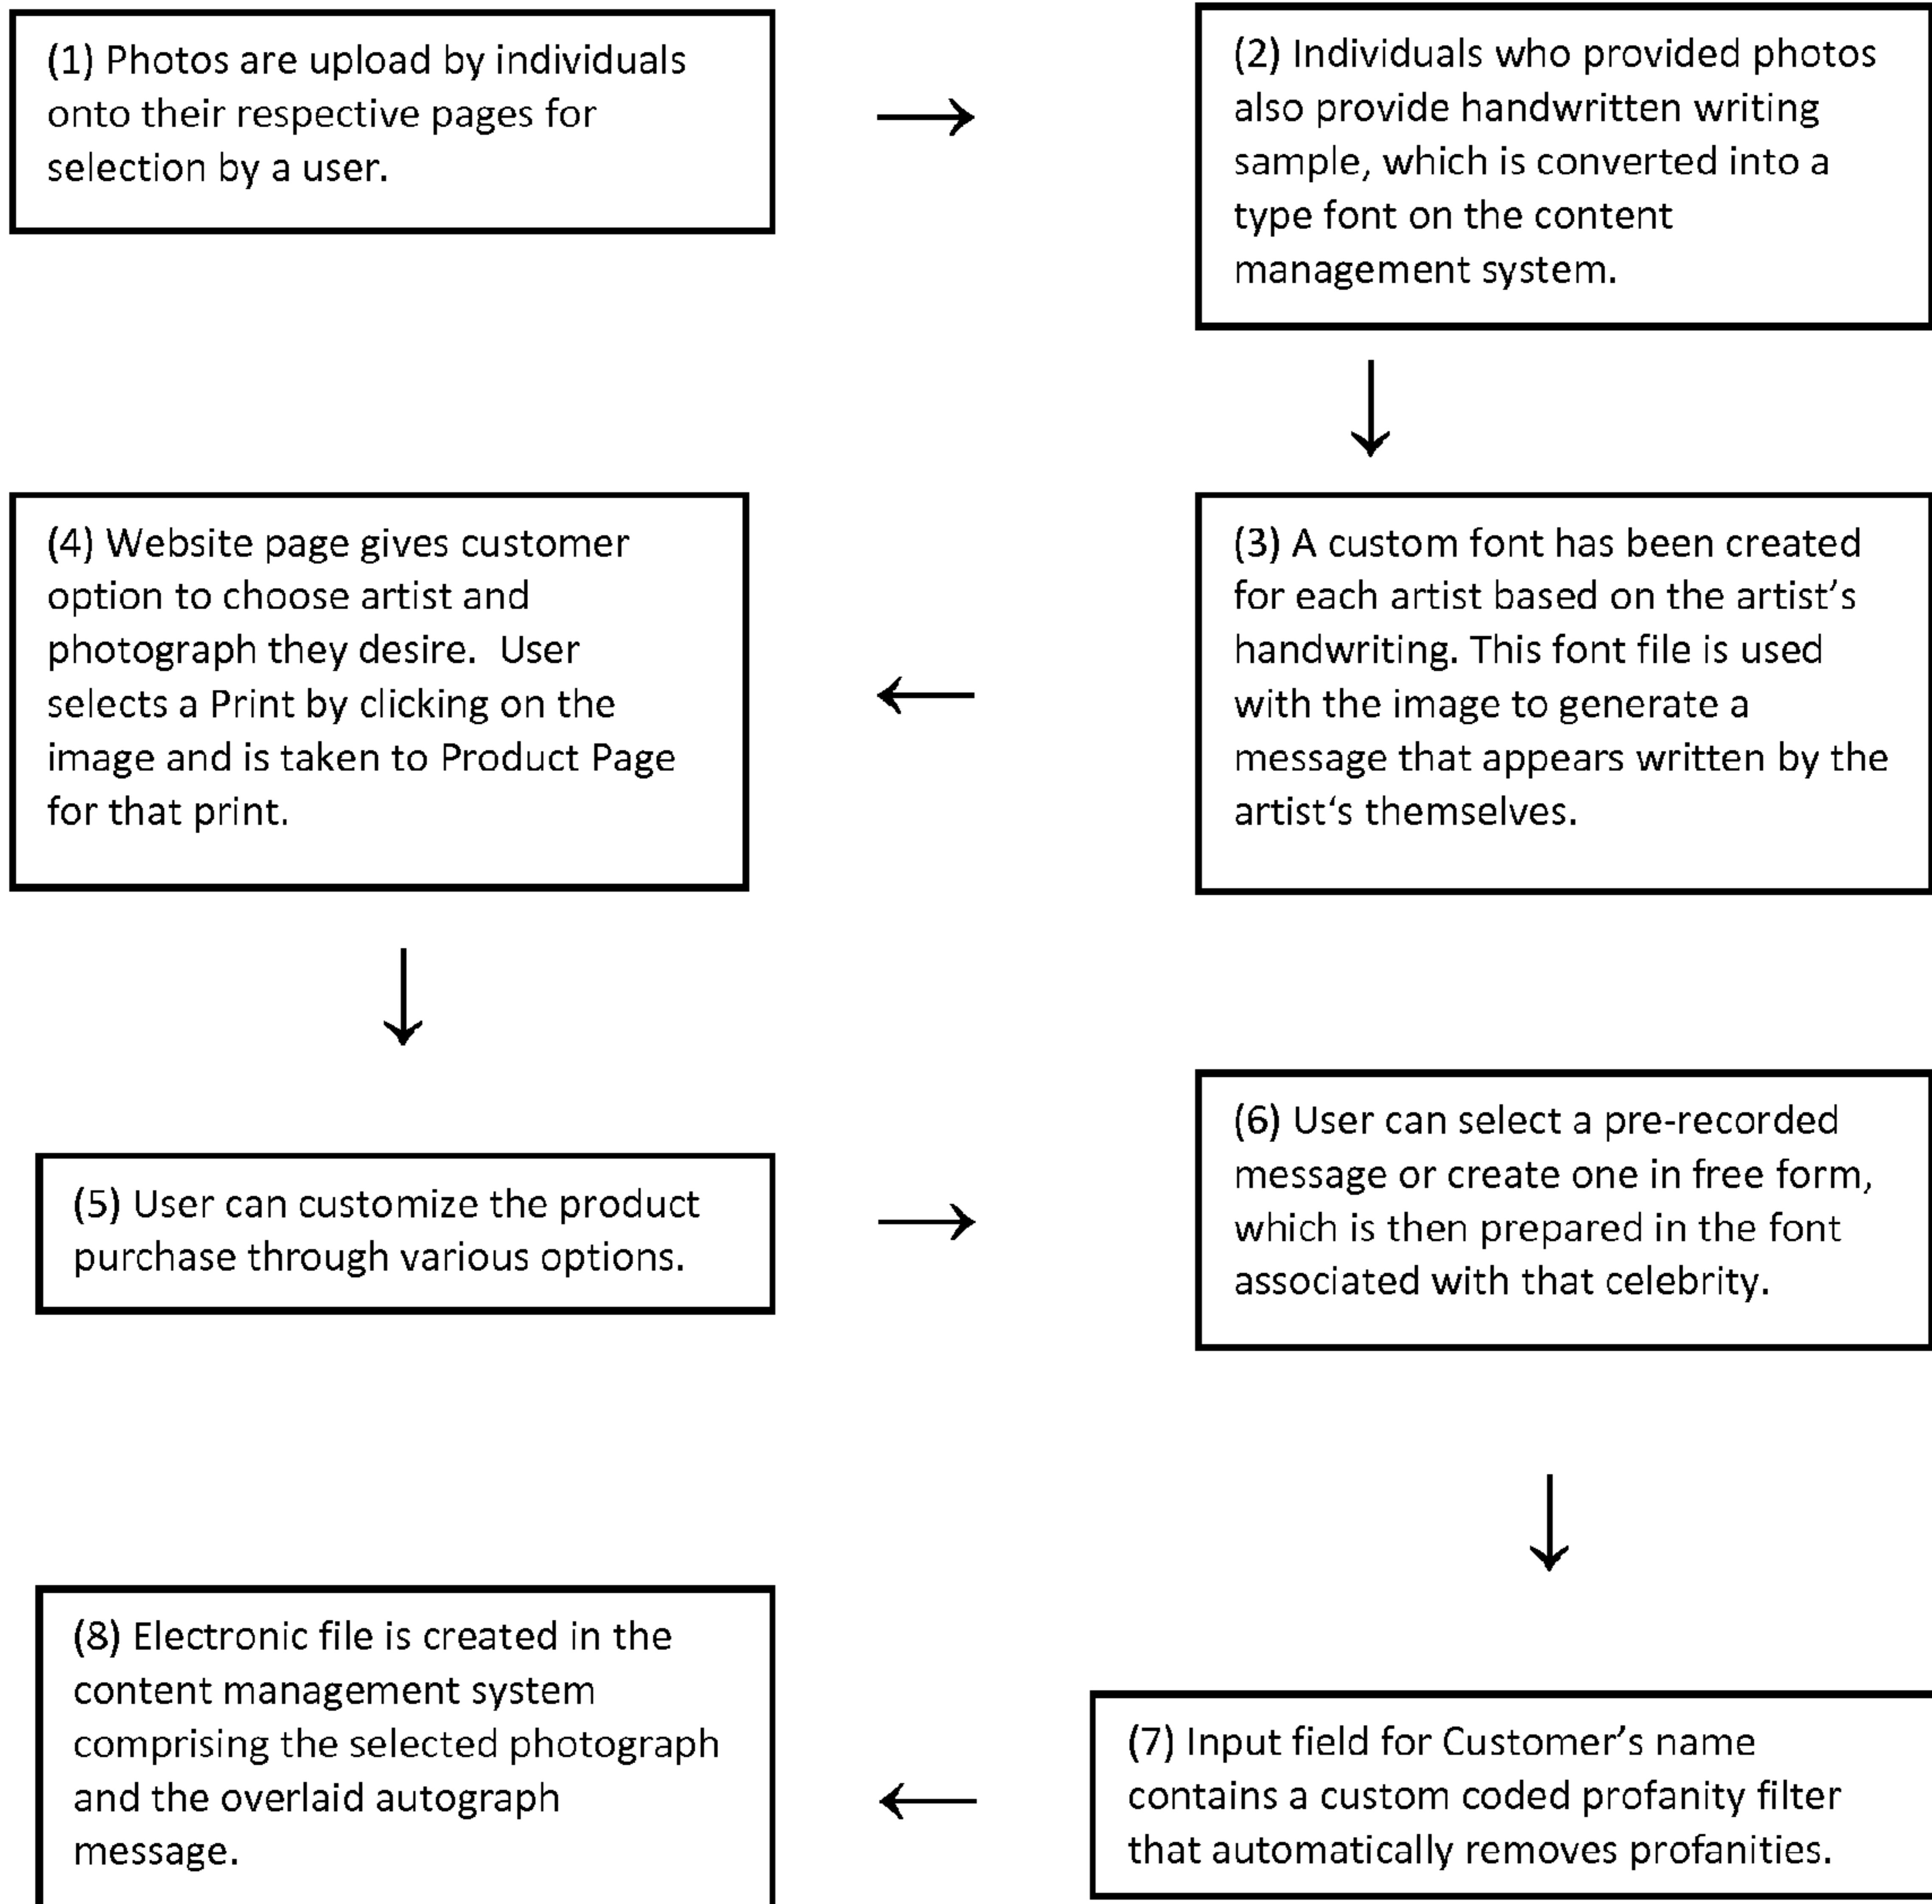 (1) Photos are upload by individuals
onto their respective pages for
selection by a user.
(2) Individuals who provided photos
also provide handwritten writing
sample, which is converted into a
type font on the content
management system.
(3) A custom font has been created
for each artist based on the artist’s
handwriting. This font file is used
with the image to generate a
message that appears written by the
artist‘s themselves.
(4) Website page gives customer
option to choose artist and
photograph they desire.  User
selects a Print by clicking on the
image and is taken to Product Page
for that print.
(5) User can customize the product
purchase through various options.
(6) User can select a pre-recorded
message or create one in free form,
which is then prepared in the font
associated with that celebrity.
(7) Input field for Customer’s name
contains a custom coded profanity filter
that automatically removes profanities.
(8) Electronic file is created in the
content management system
comprising the selected photograph
and the overlaid autograph
message.